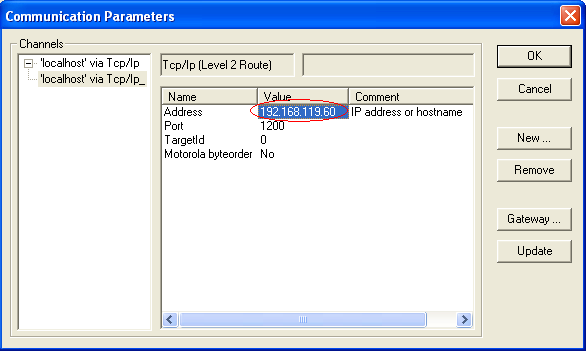 Communication Parameters
Channels
'localhost' via Tcp/Ip
'localhost' via Tcp/Ip_
Tcp/Ip (Level 2 Route)
Name Value Comment
Address 192.168.119.60 IP address or hostname
Port 1200
TargetId 0
Motorola byteorder No
OK
Cancel
New ...
Remove
Gateway ...
Update